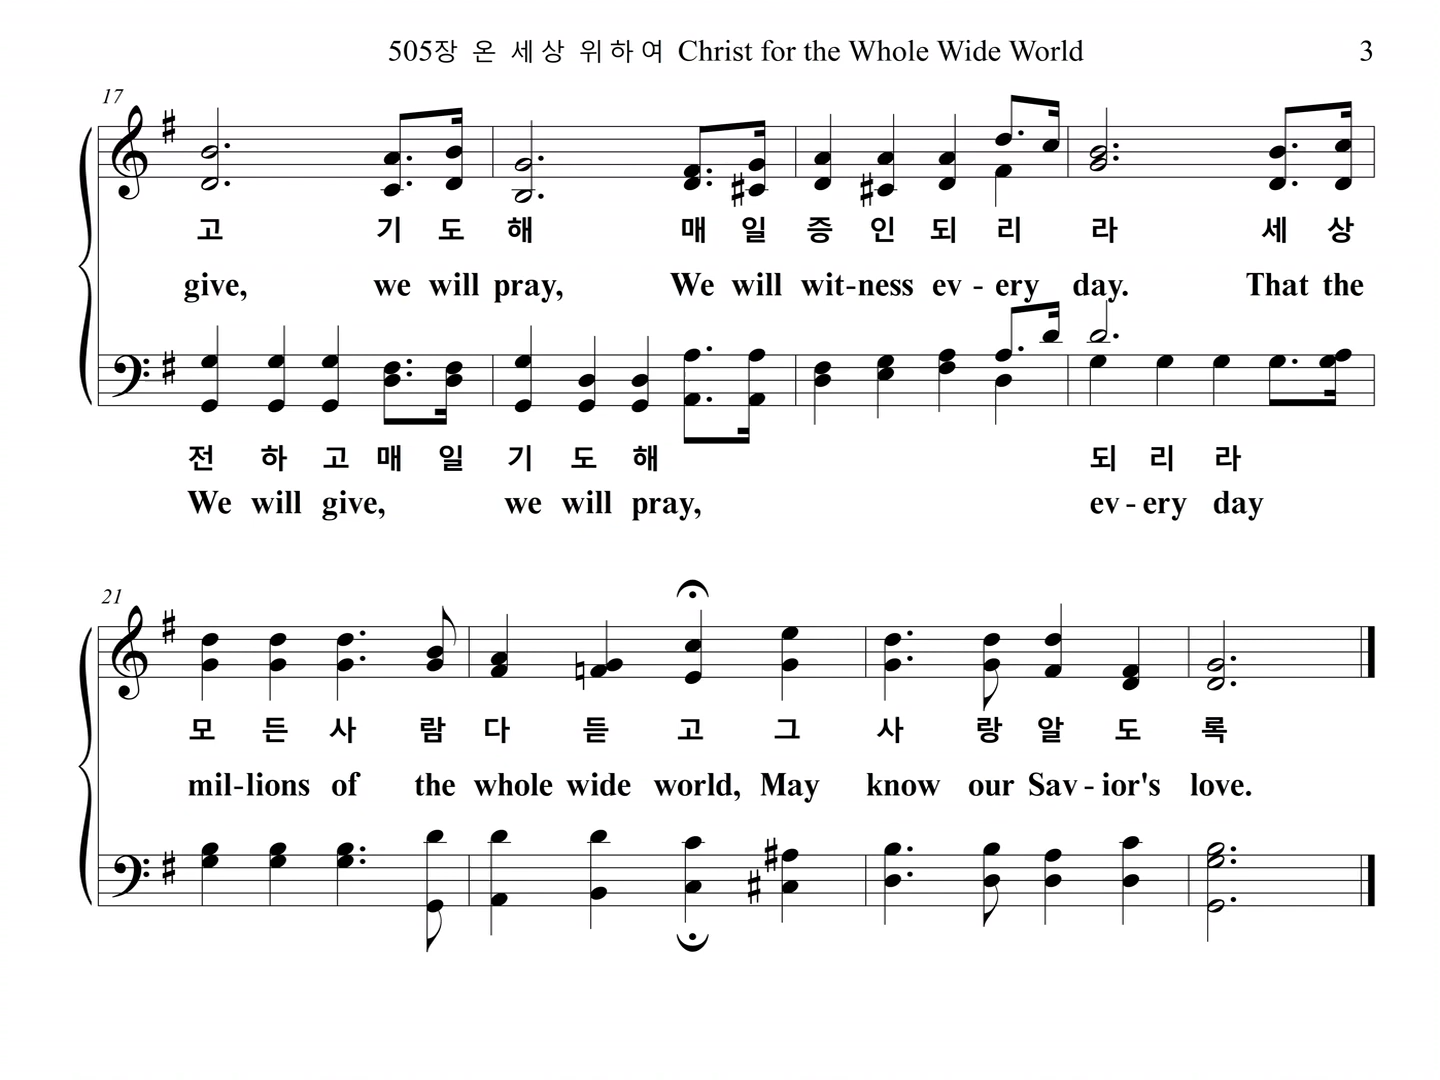 505장 온 세상 위하여 Christ for the Whole Wide World
3
17
고 기 도 해 매 일 증 인 되 리 라 세 상
give, we will pray, We will wit-ness ev - ery day. That the
전 하 고 매 일 기 도 해 되 리 라
We will give, we will pray, ev - ery day
21
모 든 사 람 다 듣 고 그 사 랑 알 도 록
mil-lions of the whole wide world, May know our Sav - ior's love.